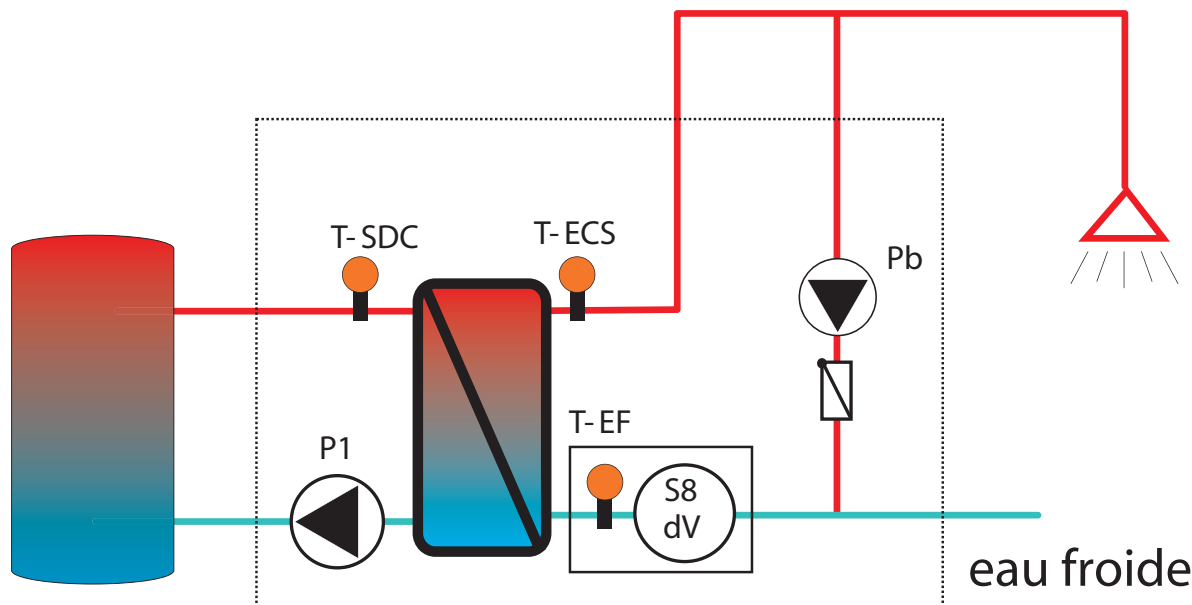 T-SDC
T-ECS
Pb
T-EF
P1
S8
dV
eau froide